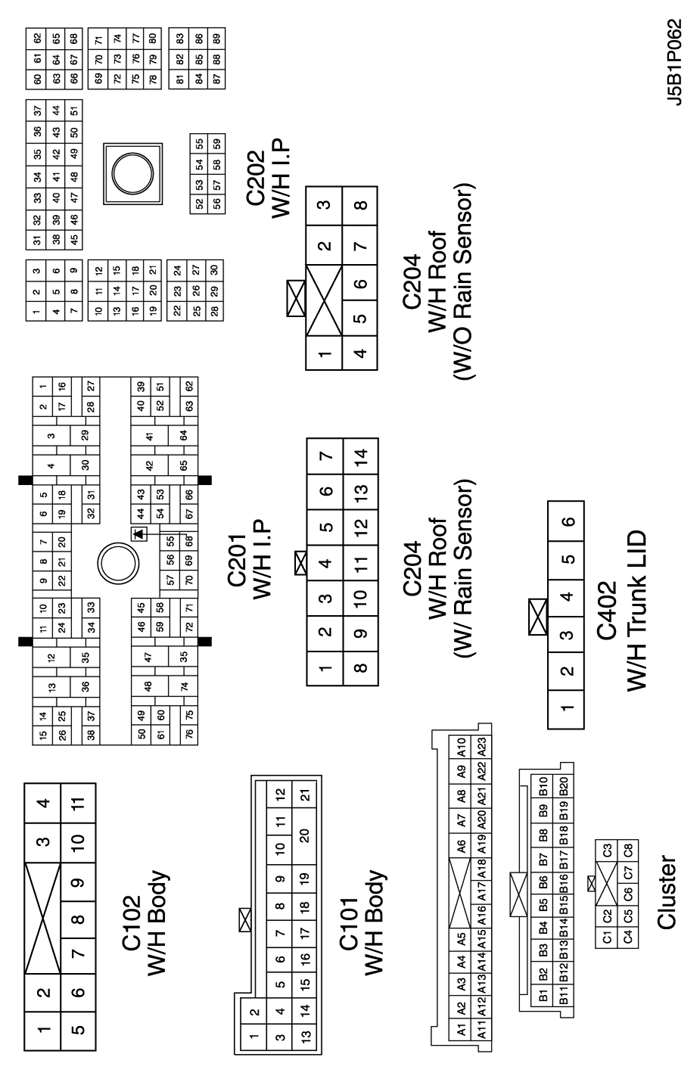 1 2 3 4
5 6 7 8 9 10 11
C102
W/H Body
15 14 13 12 11 10 9 8 7 6 5 4 3 2 1
26 25 24 23 22 21 20 19 18 17 16
38 37 36 35 34 33 32 31 30 29 28 27
50 49 48 47 46 45 44 43 42 41 40 39
61 60 59 58 57 56 55 54 53 52 51
76 75 74 35 72 71 70 69 68 67 66 65 64 63 62
C201
W/H I.P
1 2 3
4 5 6
7 8 9
10 11 12
13 14 15
16 17 18
19 20 21
22 23 24
25 26 27
28 29 30
31 32 33 34 35 36 37
38 39 40 41 42 43 44
45 46 47 48 49 50 51
52 53 54 55
56 57 58 59
60 61 62
63 64 65
66 67 68
69 70 71
72 73 74
75 76 77
78 79 80
81 82 83
84 85 86
87 88 89
C202
W/H I.P
1 2
3 4 5 6 7 8 9 10 11 12
13 14 15 16 17 18 19 20 21
C101
W/H Body
1 2 3 4 5 6 7
8 9 10 11 12 13 14
C204
W/H Roof
(W/ Rain Sensor)
1 2 3
4 5 6 7 8
C204
W/H Roof
(W/O Rain Sensor)
A1 A2 A3 A4 A5 A6 A7 A8 A9 A10
A11 A12 A13 A14 A15 A16 A17 A18 A19 A20 A21 A22 A23
B1 B2 B3 B4 B5 B6 B7 B8 B9 B10
B11 B12 B13 B14 B15 B16 B17 B18 B19 B20
C1 C2 C3
C4 C5 C6 C7 C8
Cluster
1 2 3 4 5 6
C402
W/H Trunk LID
J5B1P062